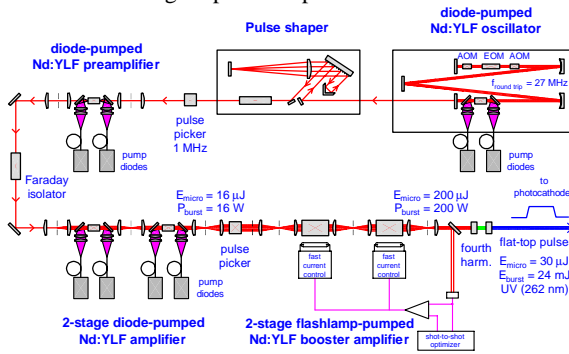 Pulse shaper
diode-pumped
Nd:YLF oscillator
diode-pumped
Nd:YLF preamplifier
AOM
EOM
AOM
f round trip = 27 MHz
pulse
picker
1 MHz
pump
diodes
pump
diodes
Faraday
isolator
E micro = 16 µJ
P burst = 16 W
E micro = 200 µJ
P burst = 200 W
to
photocathode
pulse
picker
fast
current
control
fast
current
control
fourth
harm.
flat-top pulses
E micro = 30 µJ
E burst = 24 mJ
UV (262 nm)
pump
diodes
2-stage diode-pumped
Nd:YLF amplifier
2-stage flashlamp-pumped
Nd:YLF booster amplifier
shot-to-shot
optimizer